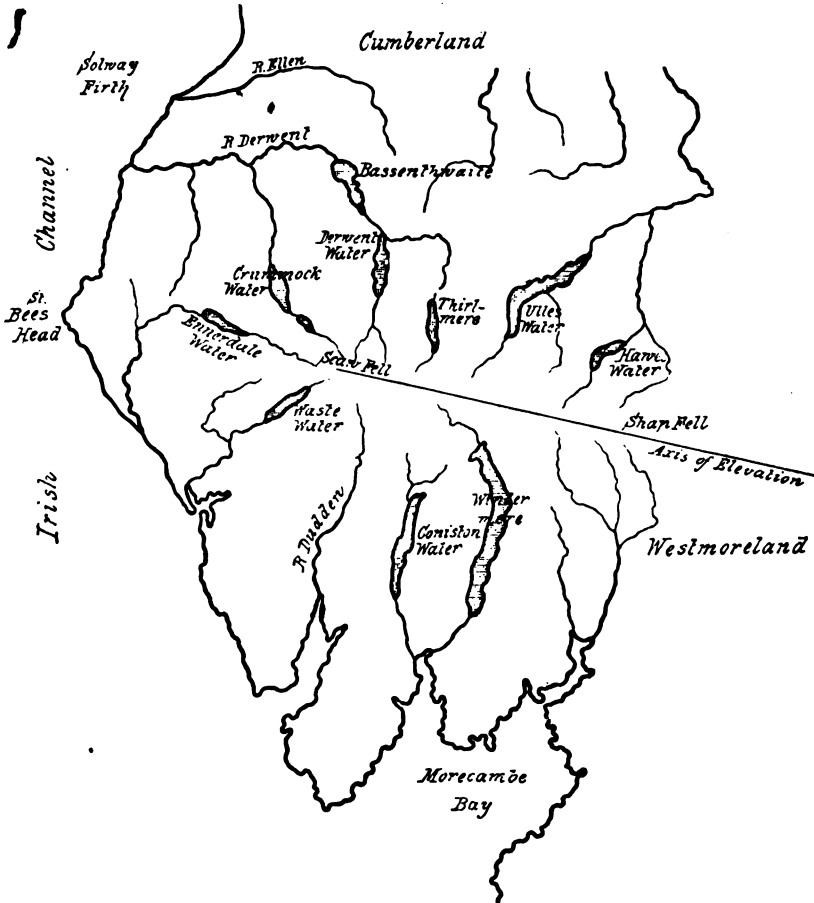 Cumberland
Solway
Firth
R. Ellen
R Derwent
Bassenthwaite
Channel
Derwent
Water
Crummock
Water
St.
Bees
Head
Ennerdale
Water
Thirl-
mere
Ulles
Water
Haws-
Water
Scaw Fell
Waste
Water
Shap Fell
Axis of Elevation
Irish
R Dudden
Coniston
Water
Winder
mere
Westmoreland
Morecambe
Bay